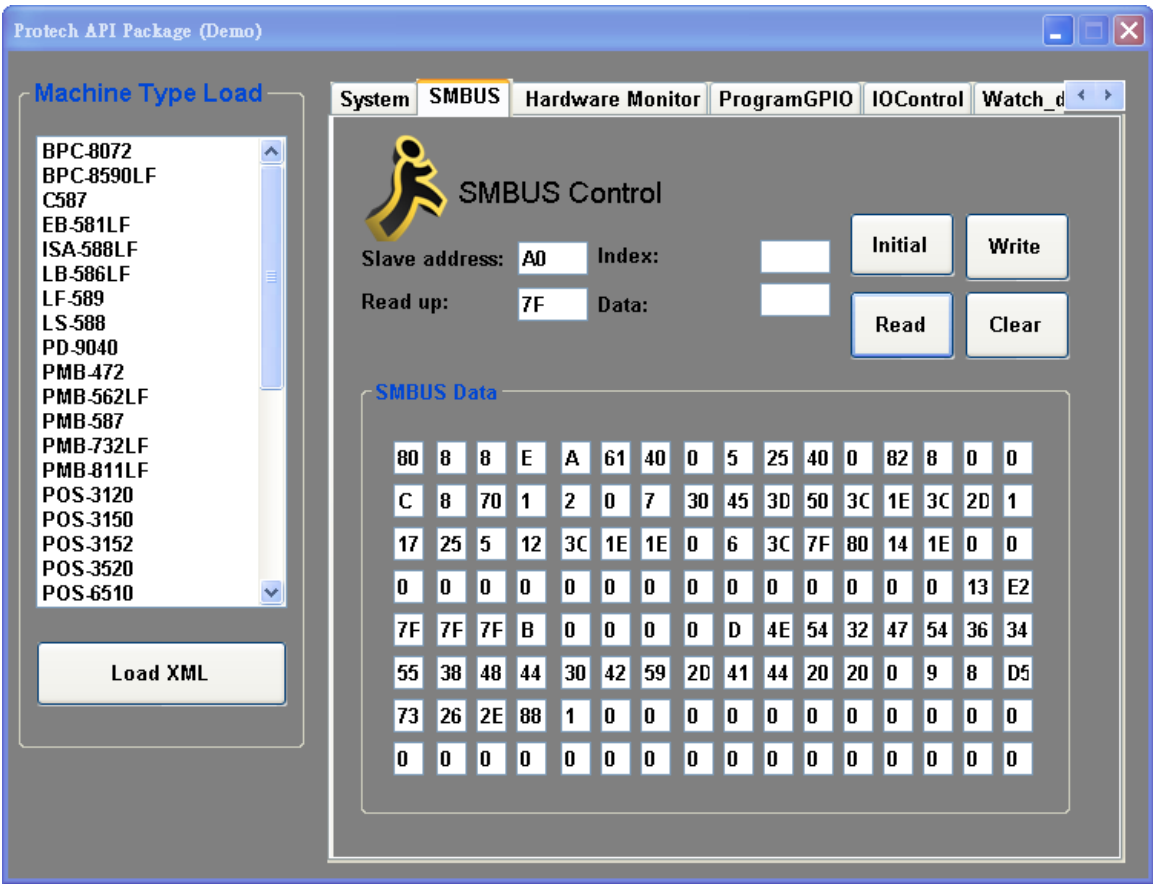 Protech API Package (Demo)
Machine Type Load
BPC-8072
BPC-8590LF
C587
EB-581LF
ISA-588LF
LB-586LF
LF-589
LS-588
PD-9040
PMB-472
PMB-562LF
PMB-587
PMB-732LF
PMB-811LF
POS-3120
POS-3150
POS-3152
POS-3520
POS-6510
Load XML
System SMBUS Hardware Monitor ProgramGPIO IOControl Watch_d
SMBUS Control
Slave address: A0 Index: Initial Write
Read up: 7F Data: Read Clear
SMBUS Data
80 8 8 E A 61 40 0 5 25 40 0 82 8 0 0
C 8 70 1 2 0 7 30 45 3D 50 3C 1E 3C 2D 1
17 25 5 12 3C 1E 1E 0 6 3C 7F 80 14 1E 0 0
0 0 0 0 0 0 0 0 0 0 0 0 0 0 13 E2
7F 7F 7F B 0 0 0 0 D 4E 54 32 47 54 36 34
55 38 48 44 30 42 59 2D 41 44 20 20 0 9 8 D5
73 26 2E 88 1 0 0 0 0 0 0 0 0 0 0 0
0 0 0 0 0 0 0 0 0 0 0 0 0 0 0 0